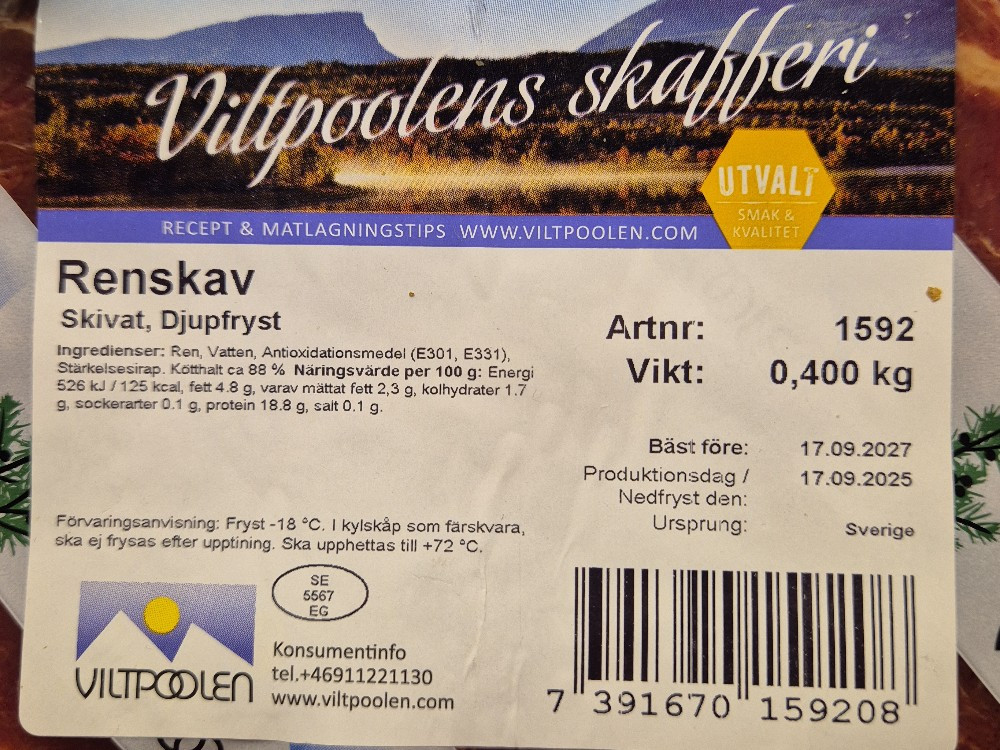 Viltpoolens skafferi
UTVALT
SMAK &
KVALITET
RECEPT & MATLAGNINGSTIPS WWW.VILTPOOLEN.COM
Renskav
Skivat, Djupfryst
Ingredienser: Ren, Vatten, Antioxidationsmedel (E301, E331),
Stärkelsesirap. Kötthalt ca 88 % Näringsvärde per 100 g: Energi
526 kJ / 125 kcal, fett 4.8 g, varav mättat fett 2,3 g, kolhydrater 1.7
g, sockerarter 0.1 g, protein 18.8 g, salt 0.1 g.
Artnr: 1592
Vikt: 0,400 kg
Bäst före: 17.09.2027
Produktionsdag / 17.09.2025
Nedfryst den:
Ursprung: Sverige
Förvaringsanvisning: Fryst -18 °C. I kylskåp som färskvara,
ska ej frysas efter upptining. Ska upphettas till +72 °C.
SE
5567
EG
VILTPOOLEN
Konsumentinfo
tel.+46911221130
www.viltpoolen.com
7 391670 159208